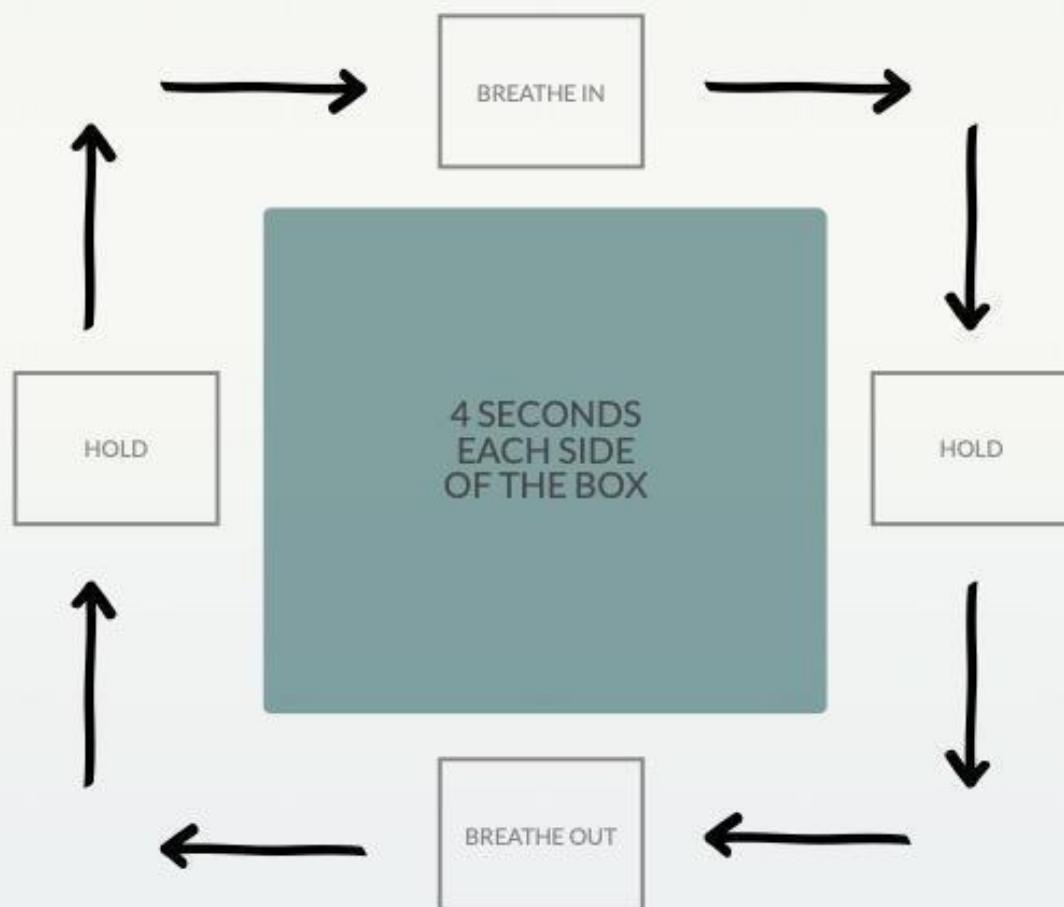 BREATHE IN
HOLD
4 SECONDS
EACH SIDE
OF THE BOX
HOLD
BREATHE OUT